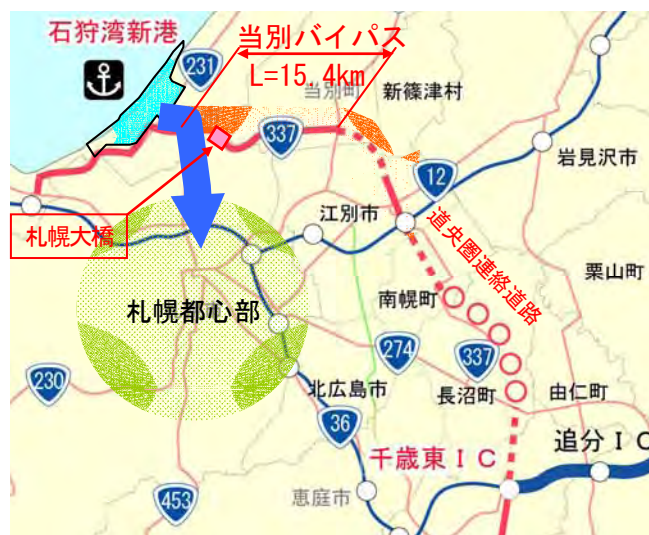 石狩湾新港
当別バイパス
L=15.4km
231
当別町
新篠津村
337
岩見沢市
12
札幌大橋
江別市
道央圏連絡道路
栗山町
札幌都心部
南幌町
274
337
230
北広島市
長沼町
由仁町
36
追分IC
千歳東IC
453
恵庭市